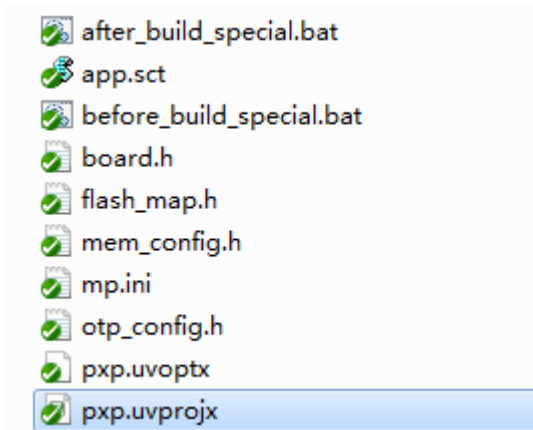 after_build_special.bat
app.sct
before_build_special.bat
board.h
flash_map.h
mem_config.h
mp.ini
otp_config.h
pxp.uvoptx
pxp.uvprojx